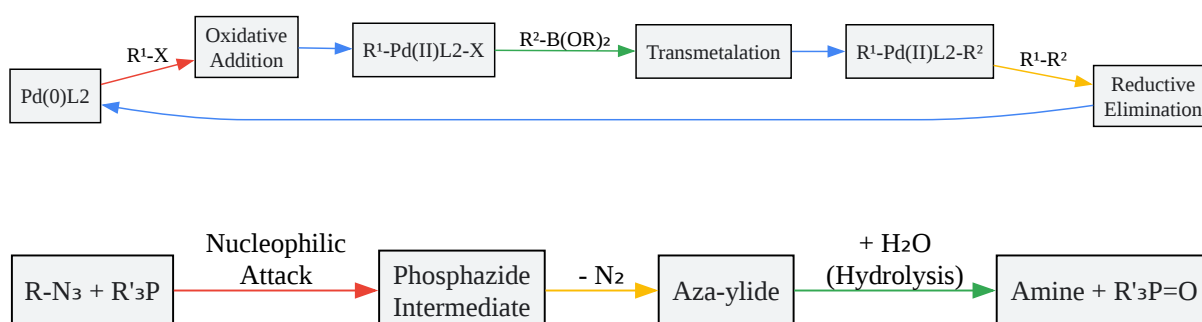 Pd(0)L2
R¹-X
Oxidative
Addition
R¹-Pd(II)L2-X
R²-B(OR)₂
Transmetalation
R¹-Pd(II)L2-R²
R¹-R²
Reductive
Elimination
R-N₃ + R'₃P
Nucleophilic
Attack
Phosphazide
Intermediate
- N₂
Aza-ylide
+ H₂O
(Hydrolysis)
Amine + R'₃P=O